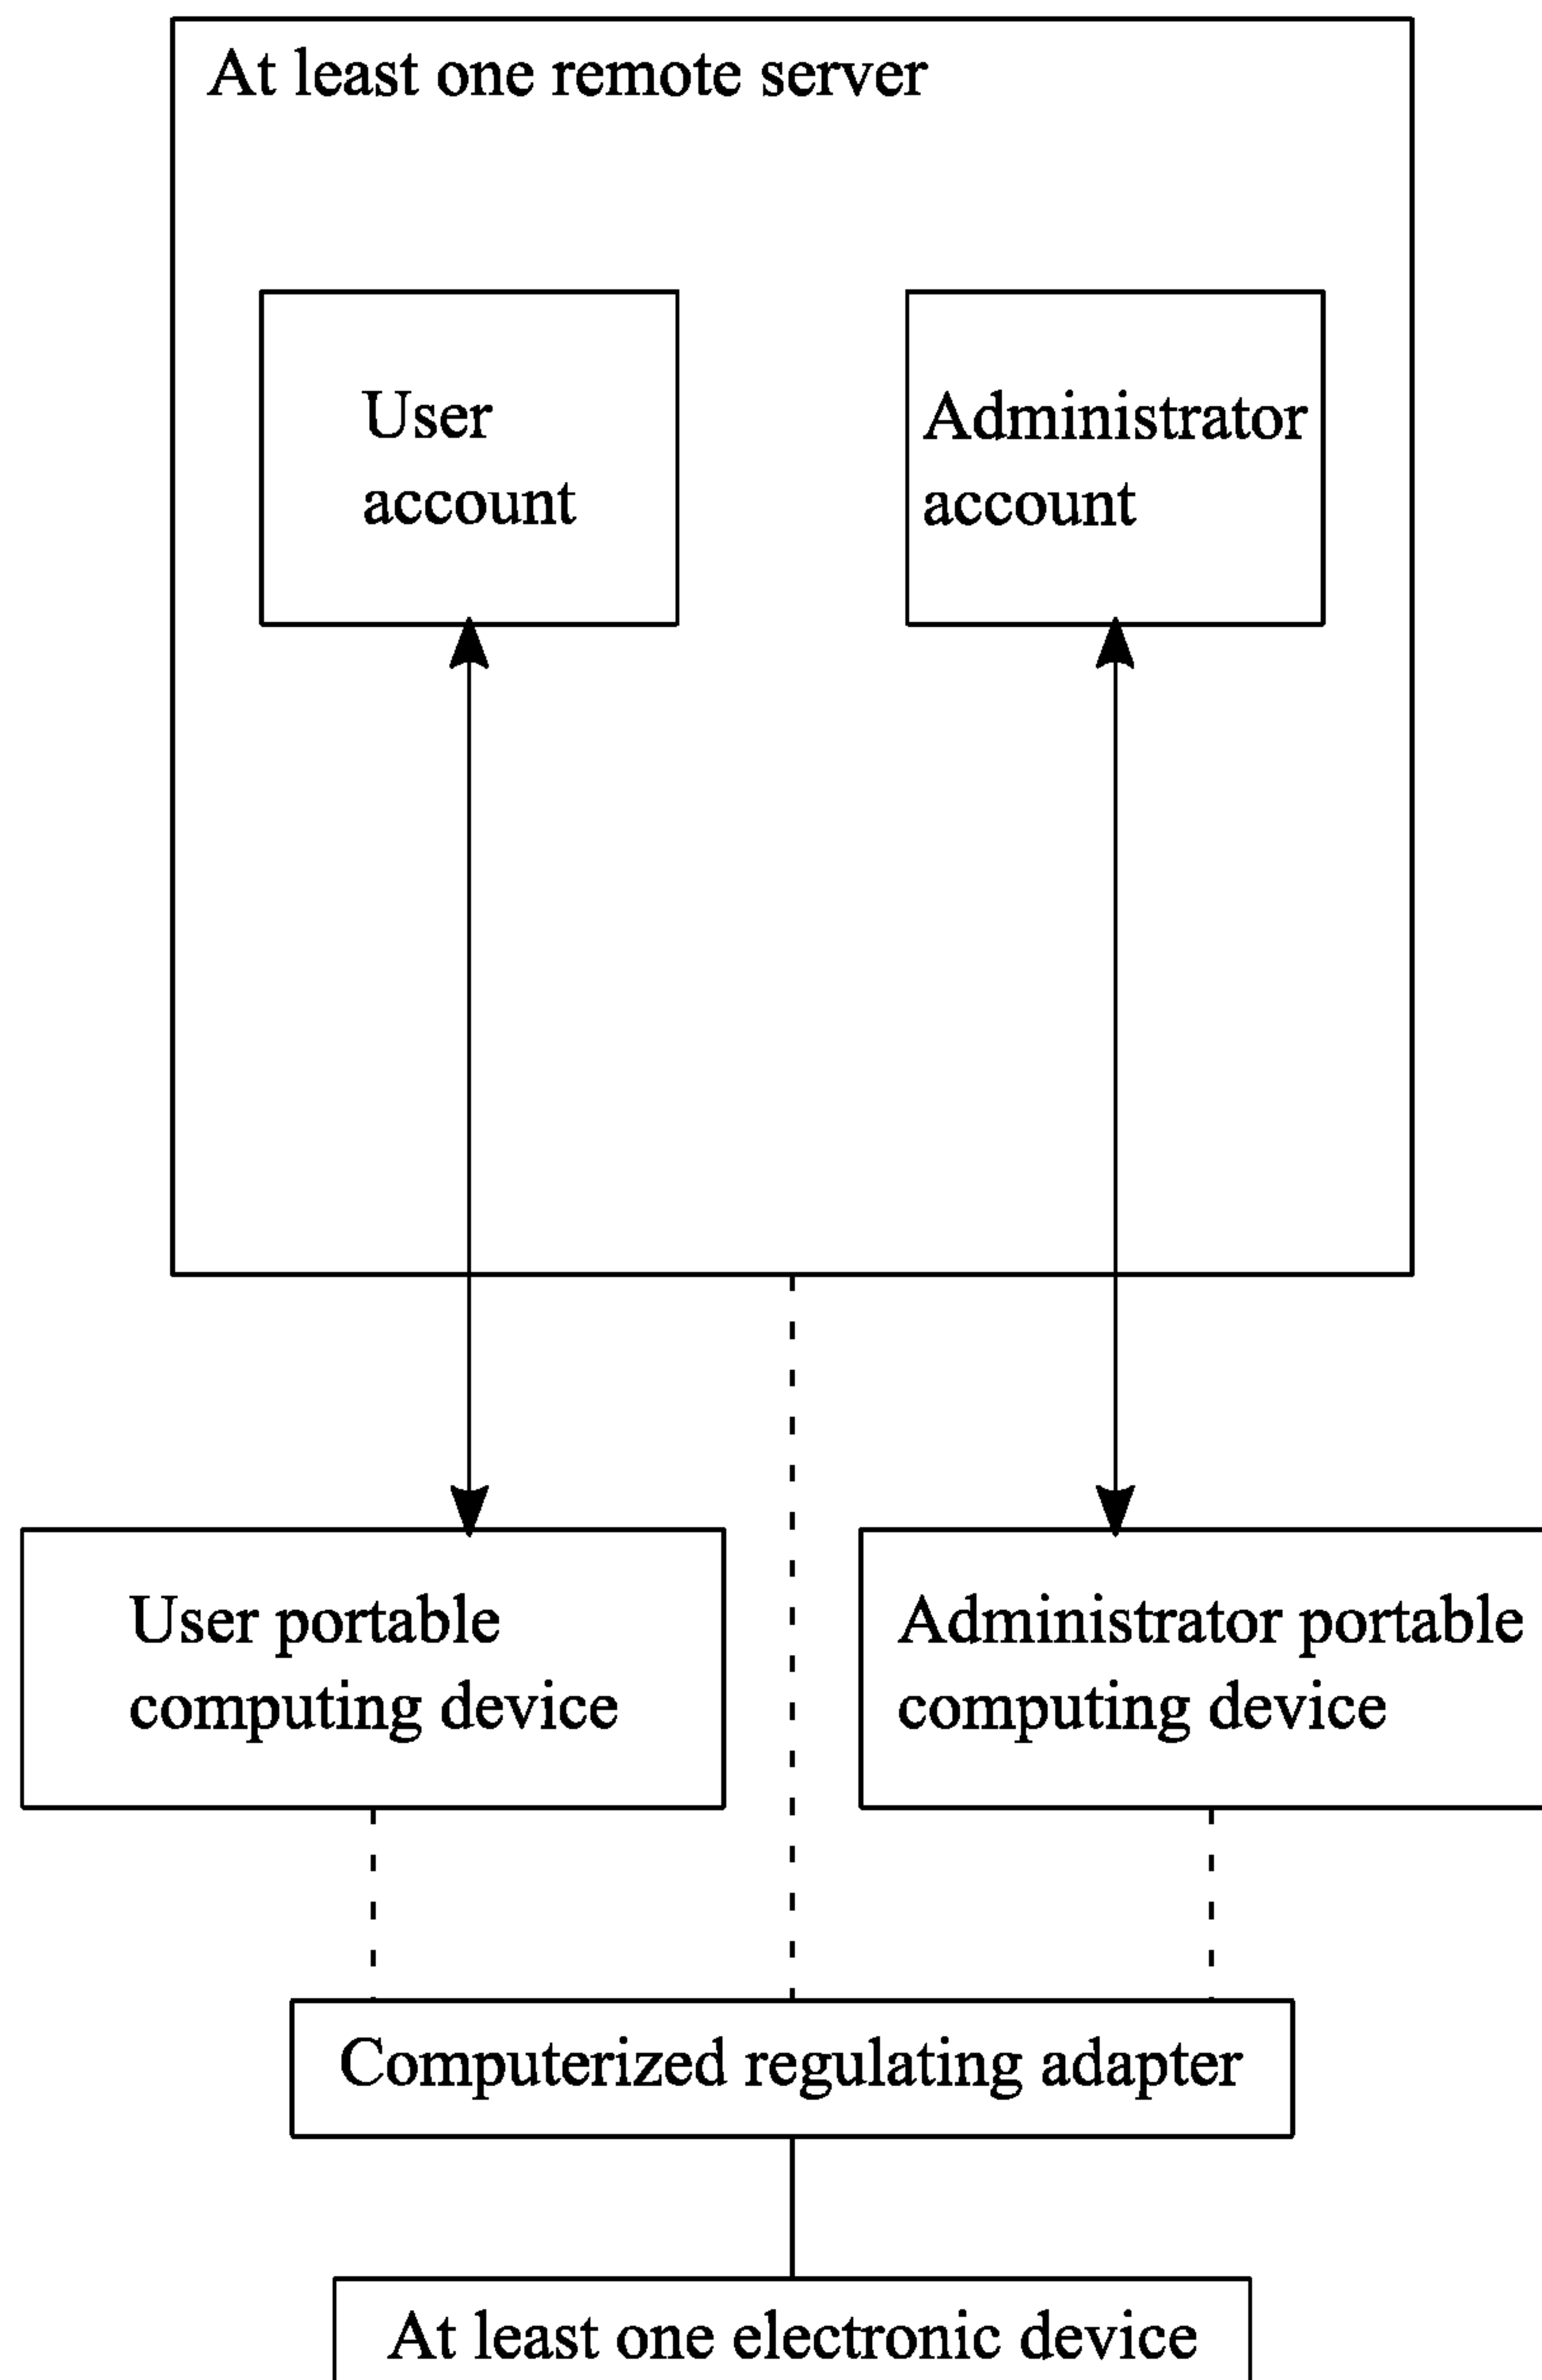 At least one remote server
User
account
Administrator
account
User portable
computing device
Administrator portable
computing device
Computerized regulating adapter
At least one electronic device